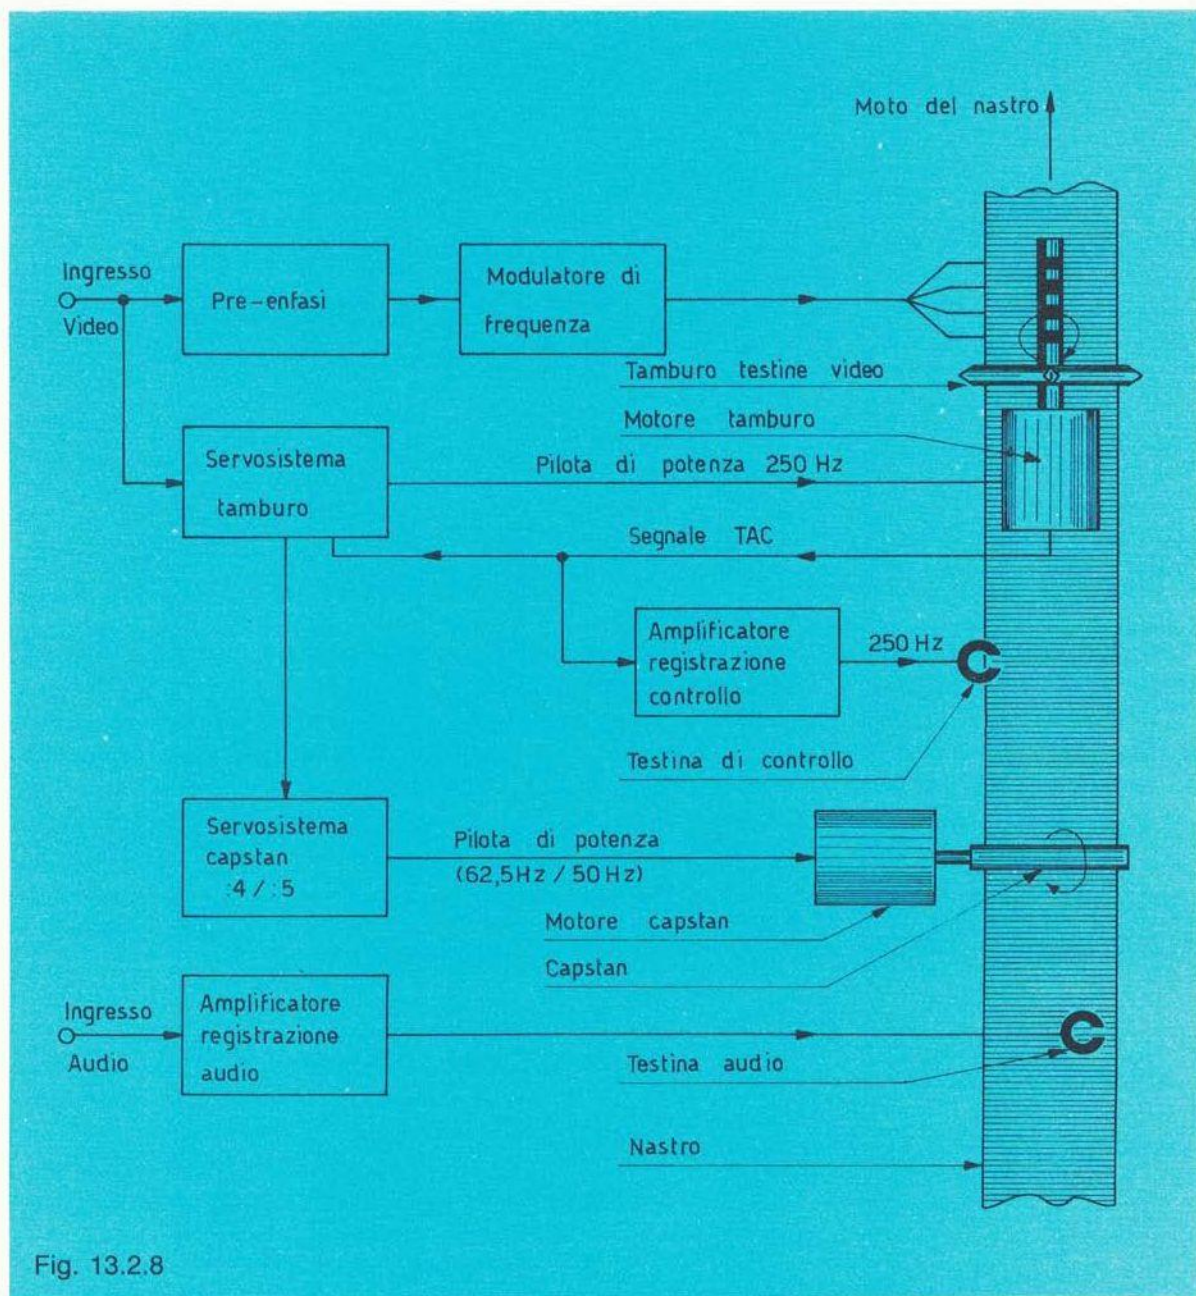 Moto del nastro
Ingresso
Video
Pre-enfasi
Modulatore di
frequenza
Tamburo testine video
Motore tamburo
Servosistema
tamburo
Pilota di potenza 250 Hz
Segnale TAC
Amplificatore
registrazione
controllo
250 Hz
Testina di controllo
Servosistema
capstan
:4 / :5
Pilota di potenza
(62,5Hz / 50 Hz)
Motore capstan
Capstan
Ingresso
Audio
Amplificatore
registrazione
audio
Testina audio
Nastro
Fig. 13.2.8